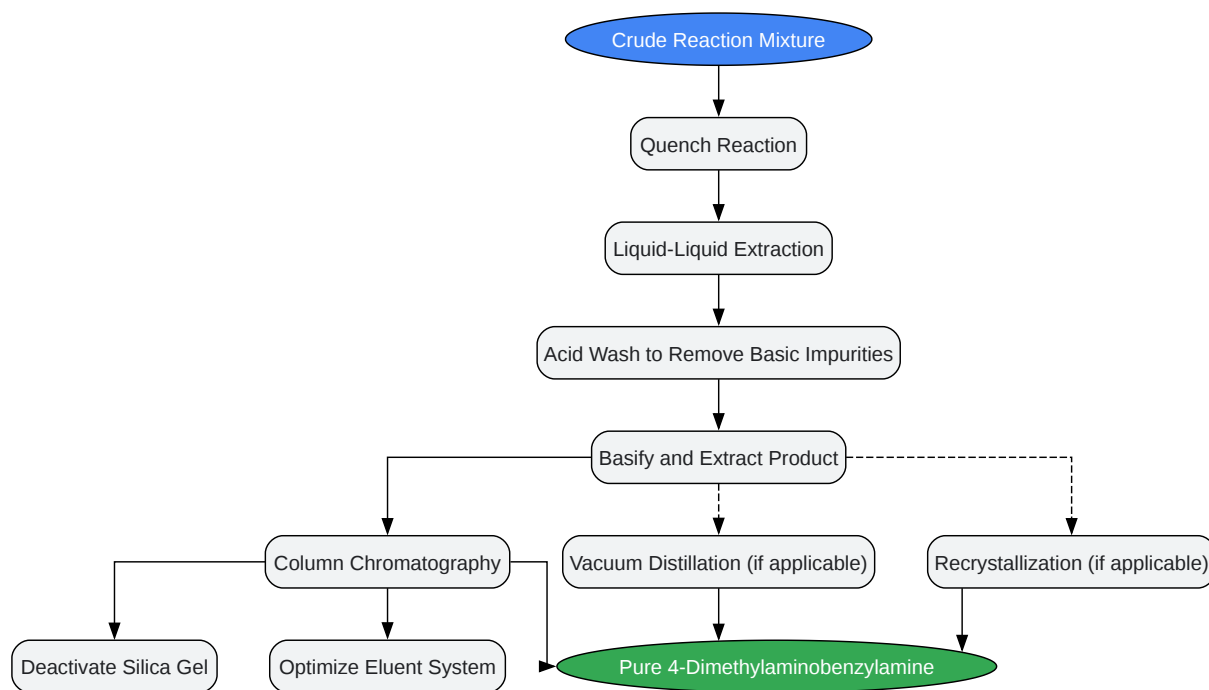 Crude Reaction Mixture
Quench Reaction
Liquid-Liquid Extraction
Acid Wash to Remove Basic Impurities
Basify and Extract Product
Column Chromatography
Vacuum Distillation (if applicable)
Recrystallization (if applicable)
Deactivate Silica Gel
Optimize Eluent System
Pure 4-Dimethylaminobenzylamine